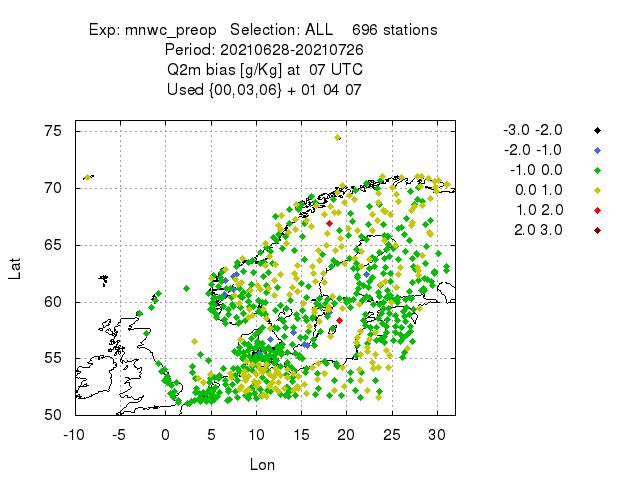 Exp: mnwc_preop   Selection: ALL    696 stations
Period: 20210628-20210726
Q2m bias [g/Kg] at  07 UTC
Used {00,03,06} + 01 04 07
-3.0 -2.0
-2.0 -1.0
-1.0 0.0
0.0 1.0
1.0 2.0
2.0 3.0
75
70
65
60
55
50
Lat
-10 -5 0 5 10 15 20 25 30
Lon